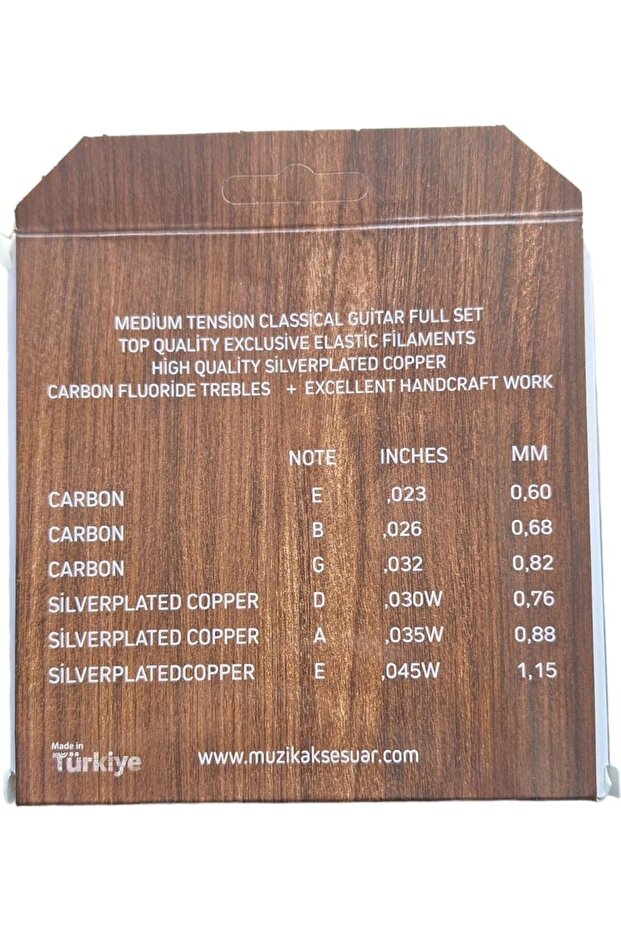 MEDİUM TENSİON CLASSİCAL GUİTAR FULL SET
TOP QUALİTY EXCLUSİVE ELASTİC FİLAMENTS
HİGH QUALİTY SİLVERPLATED COPPER
CARBON FLUORİDE TREBLES + EXCELLENT HANDCRAFT WORK
NOTE INCHES MM
CARBON E ,023 0,60
CARBON B ,026 0,68
CARBON G ,032 0,82
SİLVERPLATED COPPER D ,030W 0,76
SİLVERPLATED COPPER A ,035W 0,88
SİLVERPLATEDCOPPER E ,045W 1,15
Made in
Türkiye
www.muzikaksesuar.com